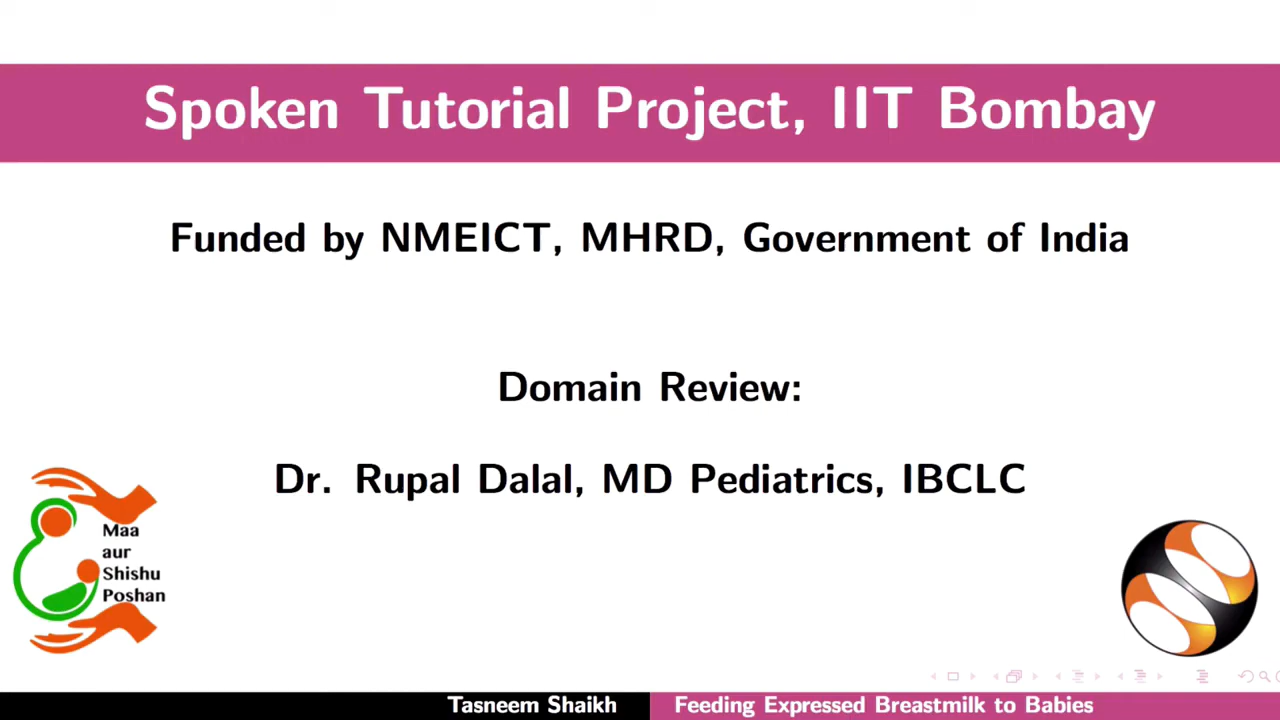 Spoken Tutorial Project, IIT Bombay
Funded by NMEICT, MHRD, Government of India
Domain Review:
Dr. Rupal Dalal, MD Pediatrics, IBCLC
Maa
aur
Shishu
Poshan
Tasneem Shaikh
Feeding Expressed Breastmilk to Babies